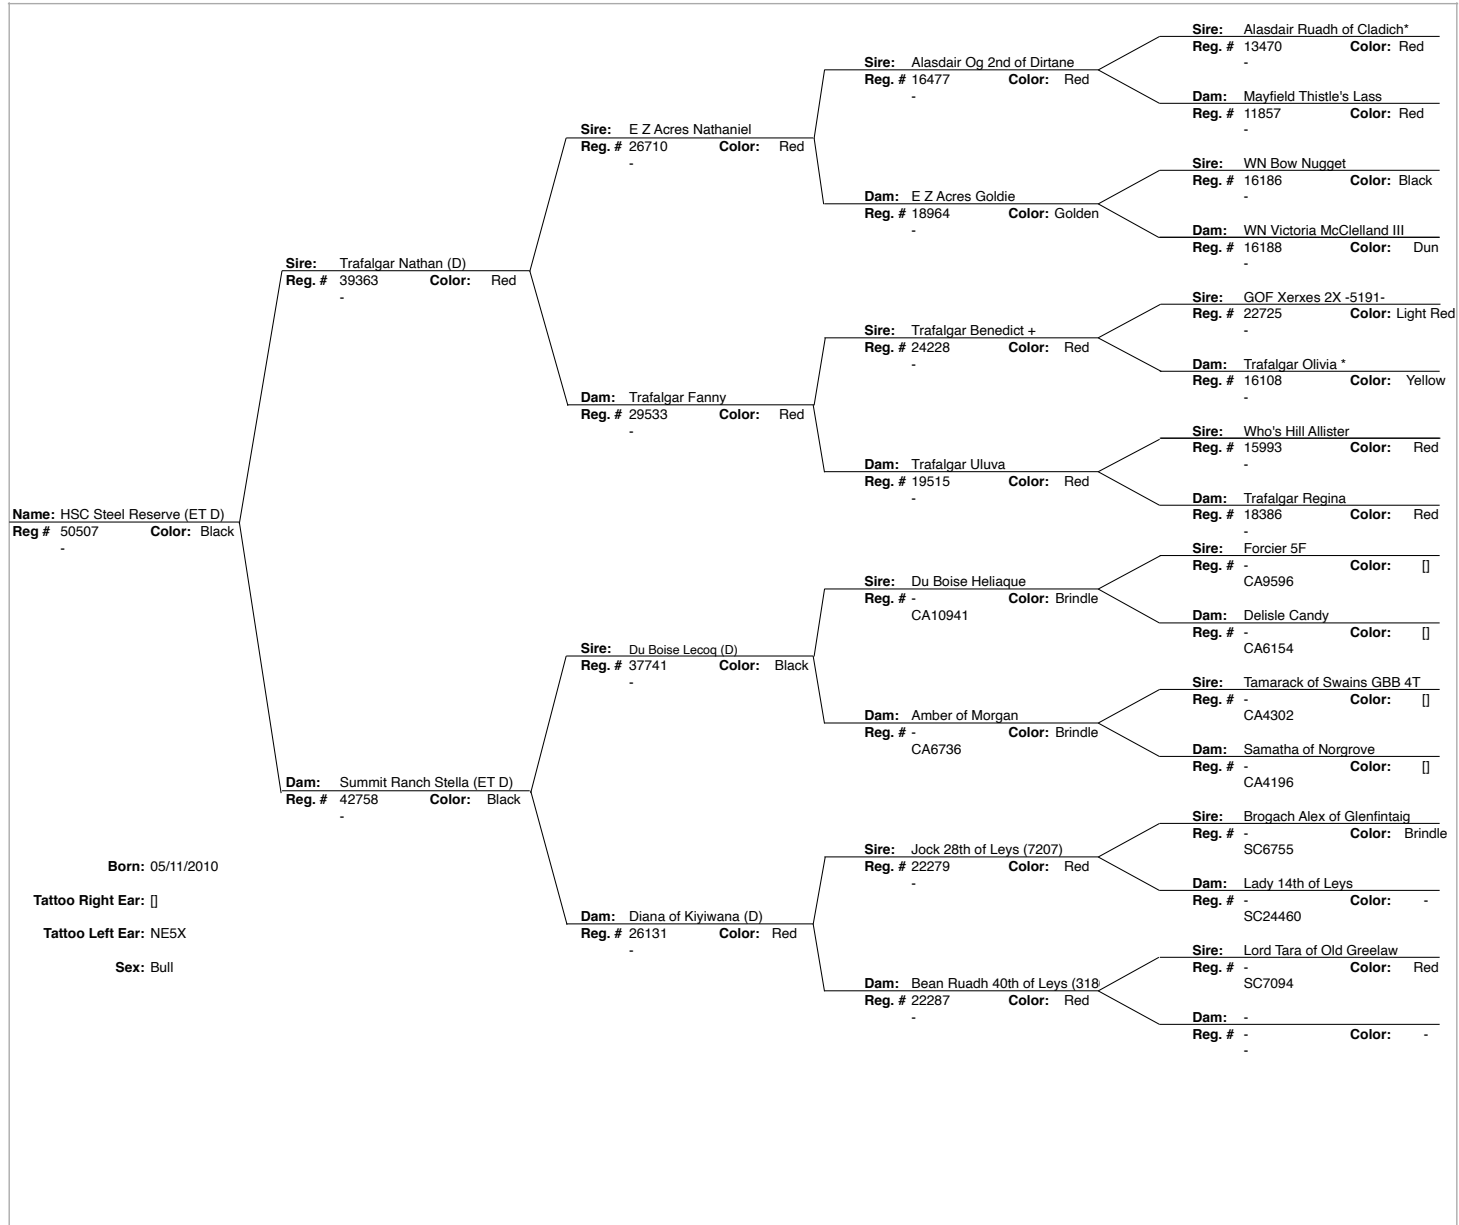 Sire: Alasdair Ruadh of Cladich*
Reg. # 13470 Color: Red
-
Sire: Alasdair Og 2nd of Dirtane
Reg. # 16477 Color: Red
-
Dam: Mayfield Thistle's Lass
Reg. # 11857 Color: Red
-
Sire: E Z Acres Nathaniel
Reg. # 26710 Color: Red
-
Sire: WN Bow Nugget
Reg. # 16186 Color: Black
-
Dam: E Z Acres Goldie
Reg. # 18964 Color: Golden
-
Dam: WN Victoria McClelland III
Reg. # 16188 Color: Dun
-
Sire: Trafalgar Nathan (D)
Reg. # 39363 Color: Red
-
Sire: GOF Xerxes 2X -5191-
Reg. # 22725 Color: Light Red
-
Sire: Trafalgar Benedict +
Reg. # 24228 Color: Red
-
Dam: Trafalgar Olivia *
Reg. # 16108 Color: Yellow
-
Dam: Trafalgar Fanny
Reg. # 29533 Color: Red
-
Sire: Who's Hill Allister
Reg. # 15993 Color: Red
-
Dam: Trafalgar Uluva
Reg. # 19515 Color: Red
-
Dam: Trafalgar Regina
Reg. # 18386 Color: Red
-
Name: HSC Steel Reserve (ET D)
Reg # 50507 Color: Black
-
Sire: Forcier 5F
Reg. # - Color: []
CA9596
Sire: Du Boise Heliaque
Reg. # - Color: Brindle
CA10941
Dam: Delisle Candy
Reg. # - Color: []
CA6154
Sire: Du Boise Lecoq (D)
Reg. # 37741 Color: Black
-
Sire: Tamarack of Swains GBB 4T
Reg. # - Color: []
CA4302
Dam: Amber of Morgan
Reg. # - Color: Brindle
CA6736
Dam: Samatha of Norgrove
Reg. # - Color: []
CA4196
Dam: Summit Ranch Stella (ET D)
Reg. # 42758 Color: Black
-
Sire: Brogach Alex of Glenfintaig
Reg. # - Color: Brindle
SC6755
Sire: Jock 28th of Leys (7207)
Reg. # 22279 Color: Red
-
Dam: Lady 14th of Leys
Reg. # - Color: -
SC24460
Dam: Diana of Kiyiwana (D)
Reg. # 26131 Color: Red
-
Sire: Lord Tara of Old Greelaw
Reg. # - Color: Red
SC7094
Dam: Bean Ruadh 40th of Leys (318
Reg. # 22287 Color: Red
-
Dam: -
Reg. # - Color: -
-
Born: 05/11/2010
Tattoo Right Ear: []
Tattoo Left Ear: NE5X
Sex: Bull